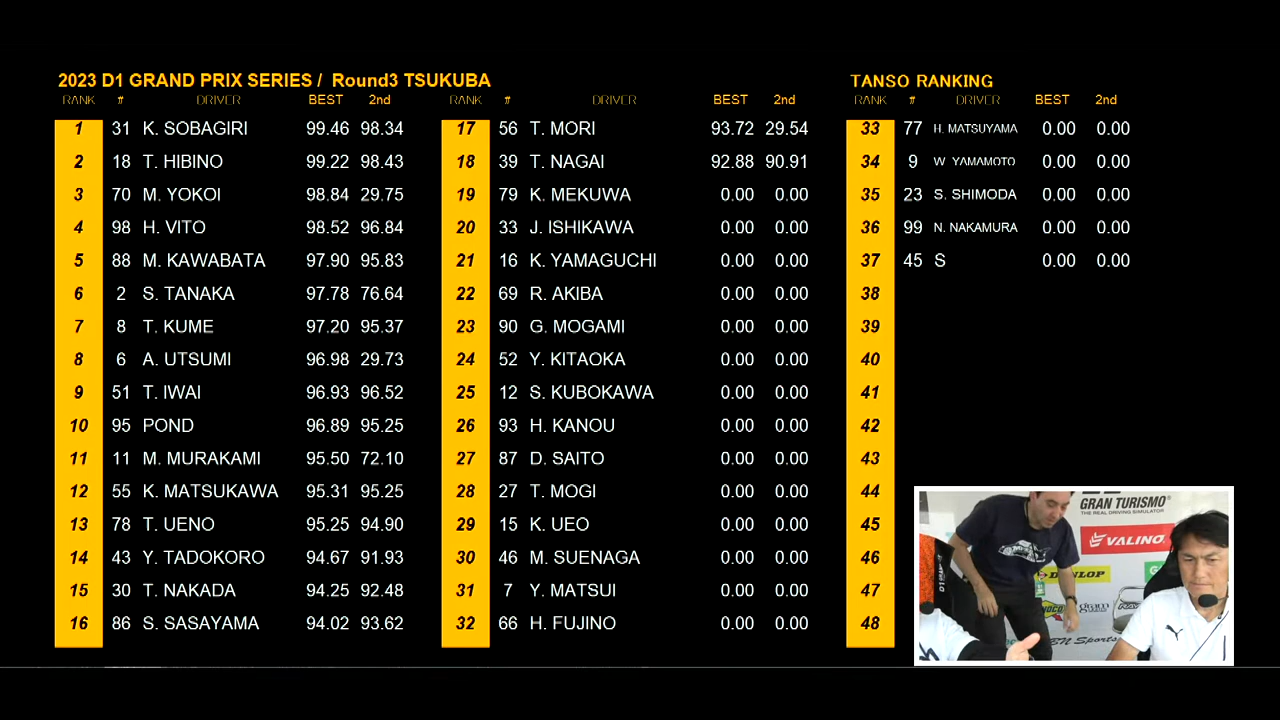 2023 D1 GRAND PRIX SERIES / Round3 TSUKUBA
TANSO RANKING
RANK # DRIVER BEST 2nd
1 31 K. SOBAGIRI 99.46 98.34
2 18 T. HIBINO 99.22 98.43
3 70 M. YOKOI 98.84 29.75
4 98 H. VITO 98.52 96.84
5 88 M. KAWABATA 97.90 95.83
6 2 S. TANAKA 97.78 76.64
7 8 T. KUME 97.20 95.37
8 6 A. UTSUMI 96.98 29.73
9 51 T. IWAI 96.93 96.52
10 95 POND 96.89 95.25
11 11 M. MURAKAMI 95.50 72.10
12 55 K. MATSUKAWA 95.31 95.25
13 78 T. UENO 95.25 94.90
14 43 Y. TADOKORO 94.67 91.93
15 30 T. NAKADA 94.25 92.48
16 86 S. SASAYAMA 94.02 93.62
RANK # DRIVER BEST 2nd
17 56 T. MORI 93.72 29.54
18 39 T. NAGAI 92.88 90.91
19 79 K. MEKUWA 0.00 0.00
20 33 J. ISHIKAWA 0.00 0.00
21 16 K. YAMAGUCHI 0.00 0.00
22 69 R. AKIBA 0.00 0.00
23 90 G. MOGAMI 0.00 0.00
24 52 Y. KITAOKA 0.00 0.00
25 12 S. KUBOKAWA 0.00 0.00
26 93 H. KANOU 0.00 0.00
27 87 D. SAITO 0.00 0.00
28 27 T. MOGI 0.00 0.00
29 15 K. UEO 0.00 0.00
30 46 M. SUENAGA 0.00 0.00
31 7 Y. MATSUI 0.00 0.00
32 66 H. FUJINO 0.00 0.00
RANK # DRIVER BEST 2nd
33 77 H. MATSUYAMA 0.00 0.00
34 9 W. YAMAMOTO 0.00 0.00
35 23 S. SHIMODA 0.00 0.00
36 99 N. NAKAMURA 0.00 0.00
37 45 S 0.00 0.00
38
39
40
41
42
43
44
45
46
47
48
GRAN TURISMO
THE REAL DRIVING SIMULATOR
VALINO
DUNLOP
gram